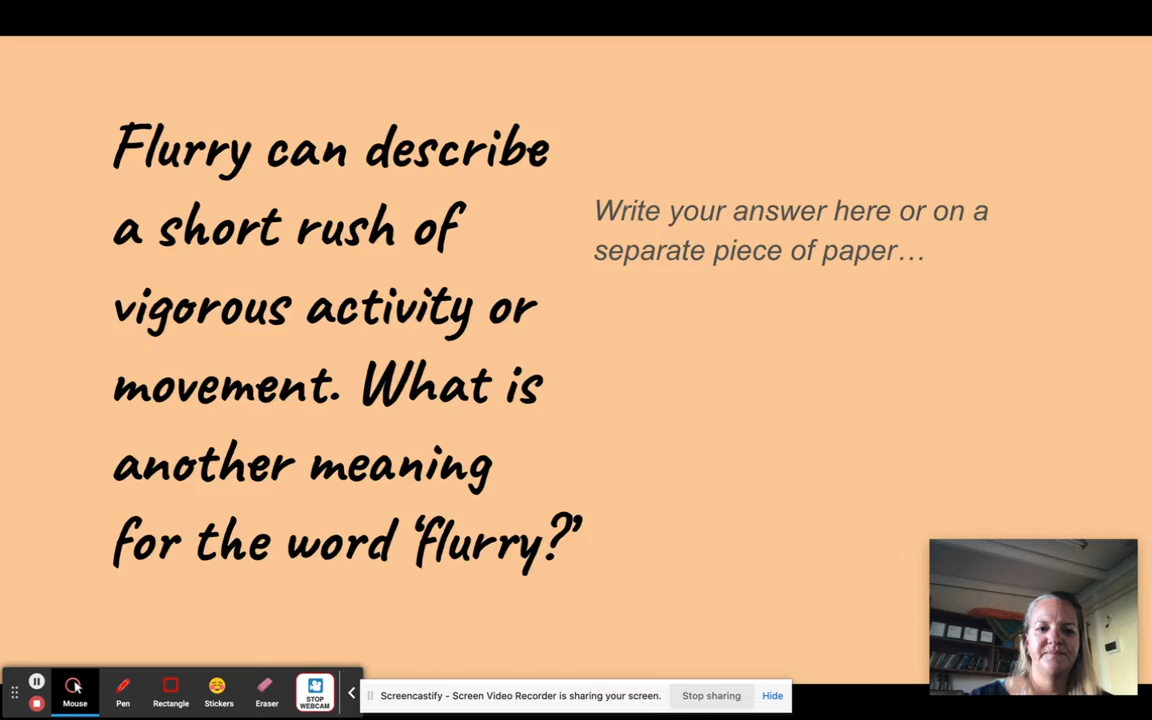 Flurry can describe
a short rush of
vigorous activity or
movement. What is
another meaning
for the word ‘flurry?’
Write your answer here or on a
separate piece of paper…
Mouse
Pen
Rectangle
Stickers
Eraser
STOP
WEBCAM
Screencastify - Screen Video Recorder is sharing your screen.
Stop sharing
Hide